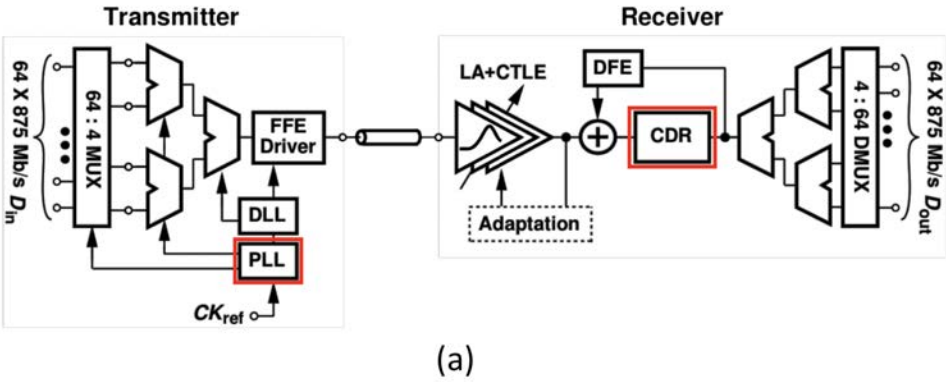 Transmitter
Receiver
64 X 875 Mb/s Din
64 : 4 MUX
FFE
Driver
DLL
PLL
CKref
LA+CTLE
DFE
CDR
Adaptation
4 : 64 DMUX
64 X 875 Mb/s Dout
(a)